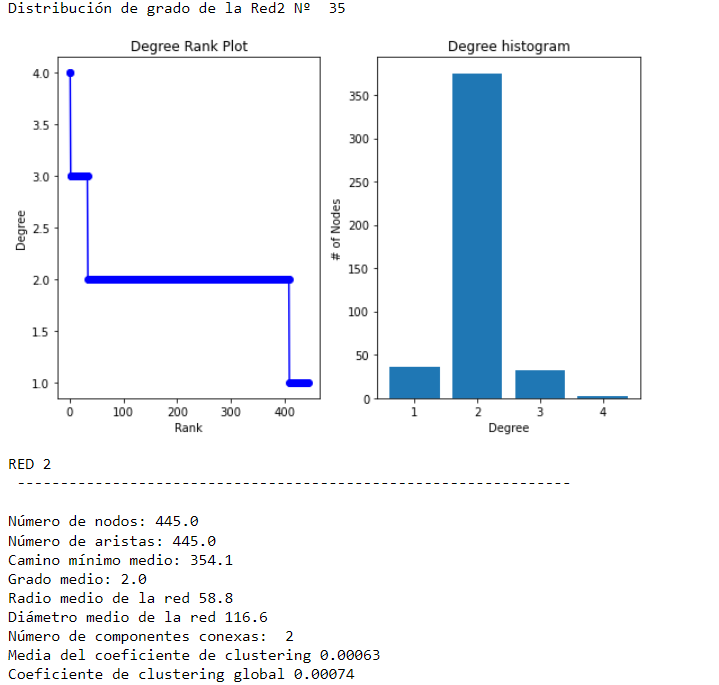 Distribución de grado de la Red2 Nº 35
Degree Rank Plot
Degree histogram
4.0
3.5
3.0
2.5
2.0
1.5
1.0
Degree
0 100 200 300 400
Rank
350
300
250
200
150
100
50
0
# of Nodes
1 2 3 4
Degree
RED 2
----------------------------------------------------------------
Número de nodos: 445.0
Número de aristas: 445.0
Camino mínimo medio: 354.1
Grado medio: 2.0
Radio medio de la red 58.8
Diámetro medio de la red 116.6
Número de componentes conexas: 2
Media del coeficiente de clustering 0.00063
Coeficiente de clustering global 0.00074